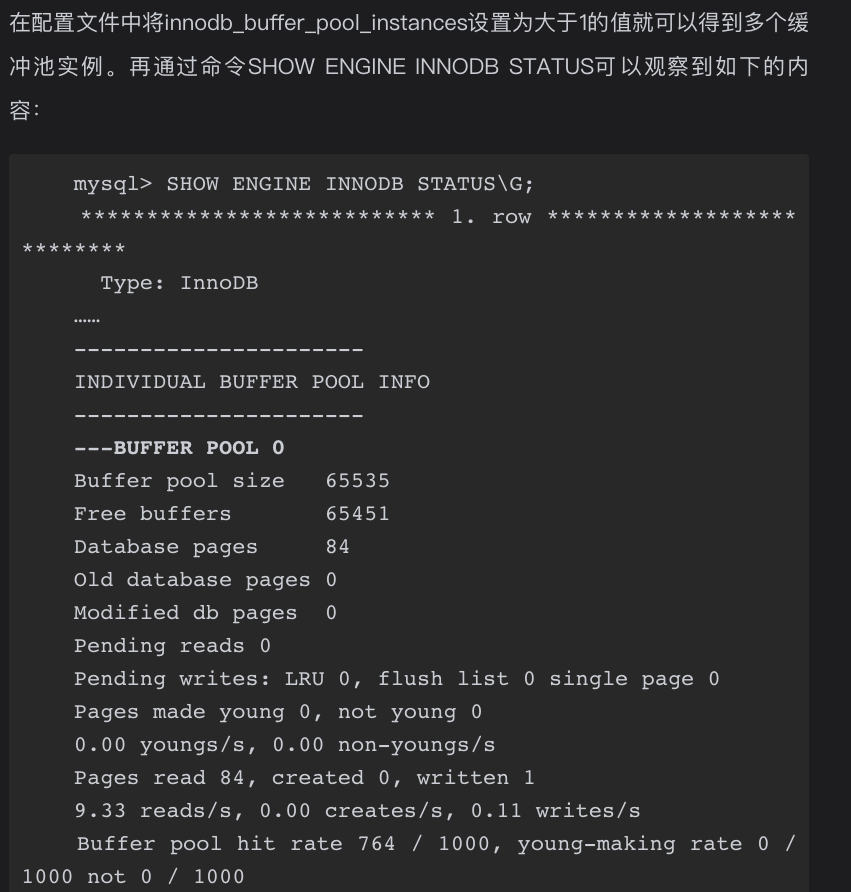 在配置文件中将innodb_buffer_pool_instances设置为大于1的值就可以得到多个缓
冲池实例。再通过命令SHOW ENGINE INNODB STATUS可以观察到如下的内
容：
mysql> SHOW ENGINE INNODB STATUS\G;
*************************** 1. row *******************
********
Type: InnoDB
……
----------------------
INDIVIDUAL BUFFER POOL INFO
----------------------
---BUFFER POOL 0
Buffer pool size   65535
Free buffers       65451
Database pages     84
Old database pages 0
Modified db pages  0
Pending reads 0
Pending writes: LRU 0, flush list 0 single page 0
Pages made young 0, not young 0
0.00 youngs/s, 0.00 non-youngs/s
Pages read 84, created 0, written 1
9.33 reads/s, 0.00 creates/s, 0.11 writes/s
Buffer pool hit rate 764 / 1000, young-making rate 0 /
1000 not 0 / 1000